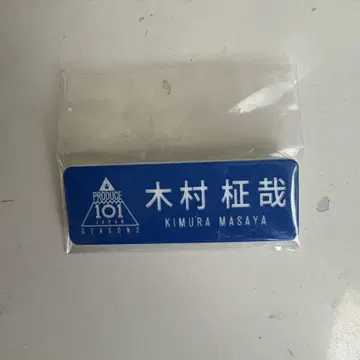 PRODUCE
101
JAPAN
SEASON2
木村 柾哉
KIMURA MASAYA